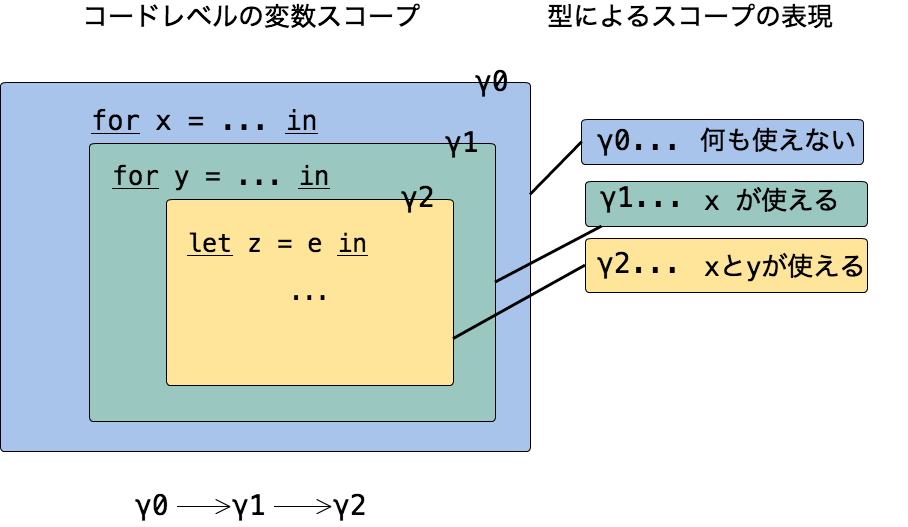 コードレベルの変数スコープ
型によるスコープの表現
γ0
for x = ... in
γ1
for y = ... in
γ2
let z = e in
...
γ0... 何も使えない
γ1... x が使える
γ2... xとyが使える
γ0 → γ1 → γ2